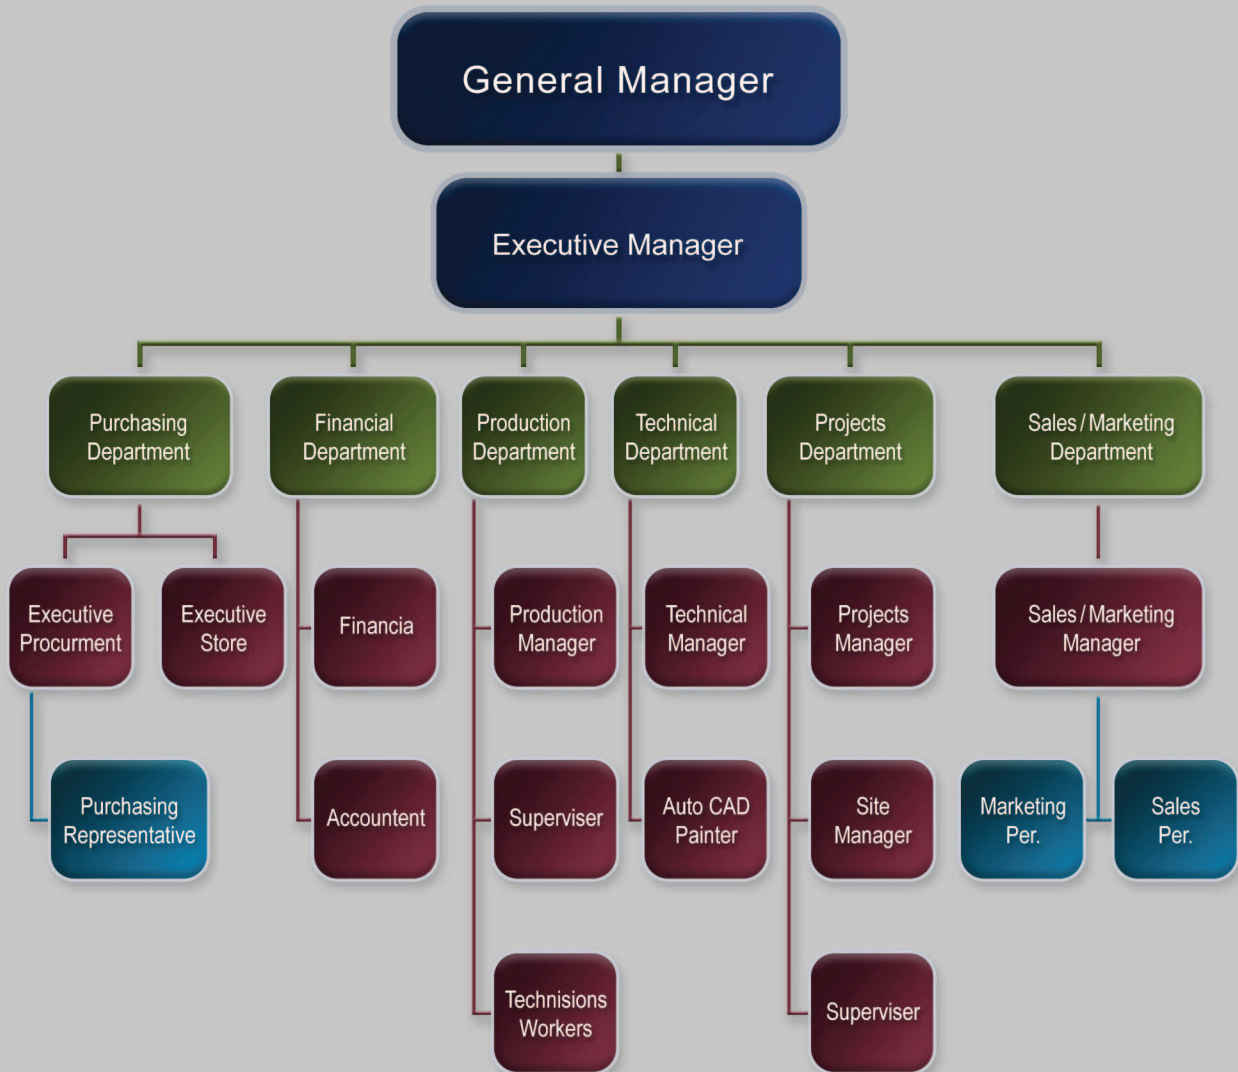 General Manager
Executive Manager
Purchasing
Department
Financial
Department
Production
Department
Technical
Department
Projects
Department
Sales / Marketing
Department
Executive
Procurment
Executive
Store
Financia
Production
Manager
Technical
Manager
Projects
Manager
Sales / Marketing
Manager
Purchasing
Representative
Accountent
Superviser
Auto CAD
Painter
Site
Manager
Marketing
Per.
Sales
Per.
Technisions
Workers
Superviser